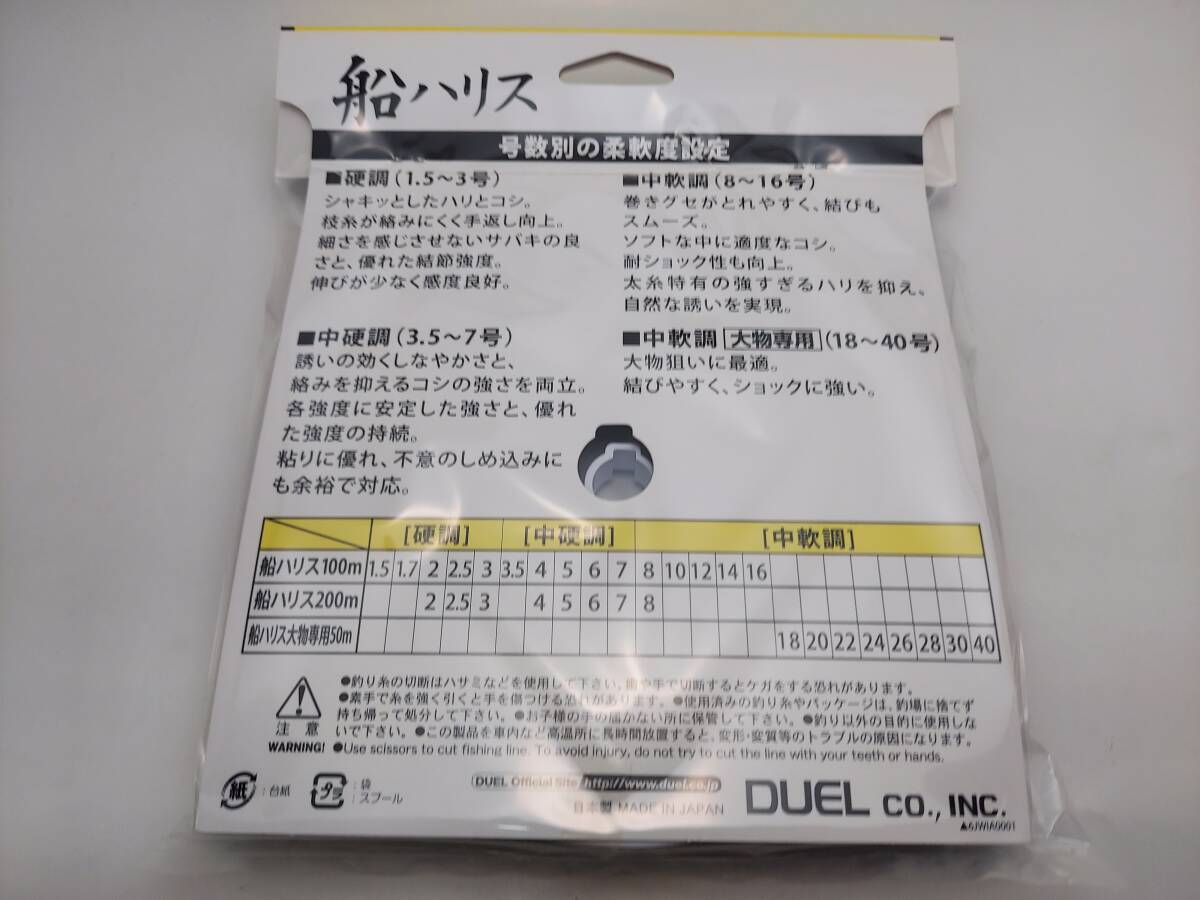 船ハリス
号数別の柔軟度設定
■硬調(1.5〜3号)
シャキッとしたハリとコシ。
枝糸が絡みにくく手返し向上。
細さを感じさせないサバキの良
さと、優れた結節強度。
伸びが少なく感度良好。
■中硬調(3.5〜7号)
誘いの効くしなやかさと、
絡みを抑えるコシの強さを両立。
各強度に安定した強さと、優れ
た強度の持続。
粘りに優れ、不意のしめ込みに
も余裕で対応。
■中軟調(8〜16号)
巻きグセがとれやすく、結びも
スムーズ。
ソフトな中に適度なコシ。
耐ショック性も向上。
太糸特有の強すぎるハリを抑え、
自然な誘いを実現。
■中軟調 大物専用(18〜40号)
大物狙いに最適。
結びやすく、ショックに強い。
[硬調] [中硬調] [中軟調]
船ハリス100m 1.5 1.7 2 2.5 3 3.5 4 5 6 7 8 10 12 14 16
船ハリス200m 2 2.5 3 4 5 6 7 8
船ハリス大物専用50m 18 20 22 24 26 28 30 40
注意
WARNING!
●釣り糸の切断はハサミなどを使用して下さい。歯や手で切断するとケガをする恐れがあります。
●素手で糸を強く引くと手を傷つける恐れがあります。●使用済みの釣り糸やパッケージは、釣場に捨てず
持ち帰って処分して下さい。●お子様の手の届かない所に保管して下さい。●釣り以外の目的に使用しな
いで下さい。●この製品を車内など高温所に長時間放置すると、変形・変質等のトラブルの原因になります。
●Use scissors to cut fishing line. To avoid injury, do not try to cut the line with your teeth or hands.
紙 :台紙
プラ :袋
:スプール
DUEL Official Site http://www.duel.co.jp
日本製 MADE IN JAPAN
DUEL CO., INC.
▲6JWIA0001